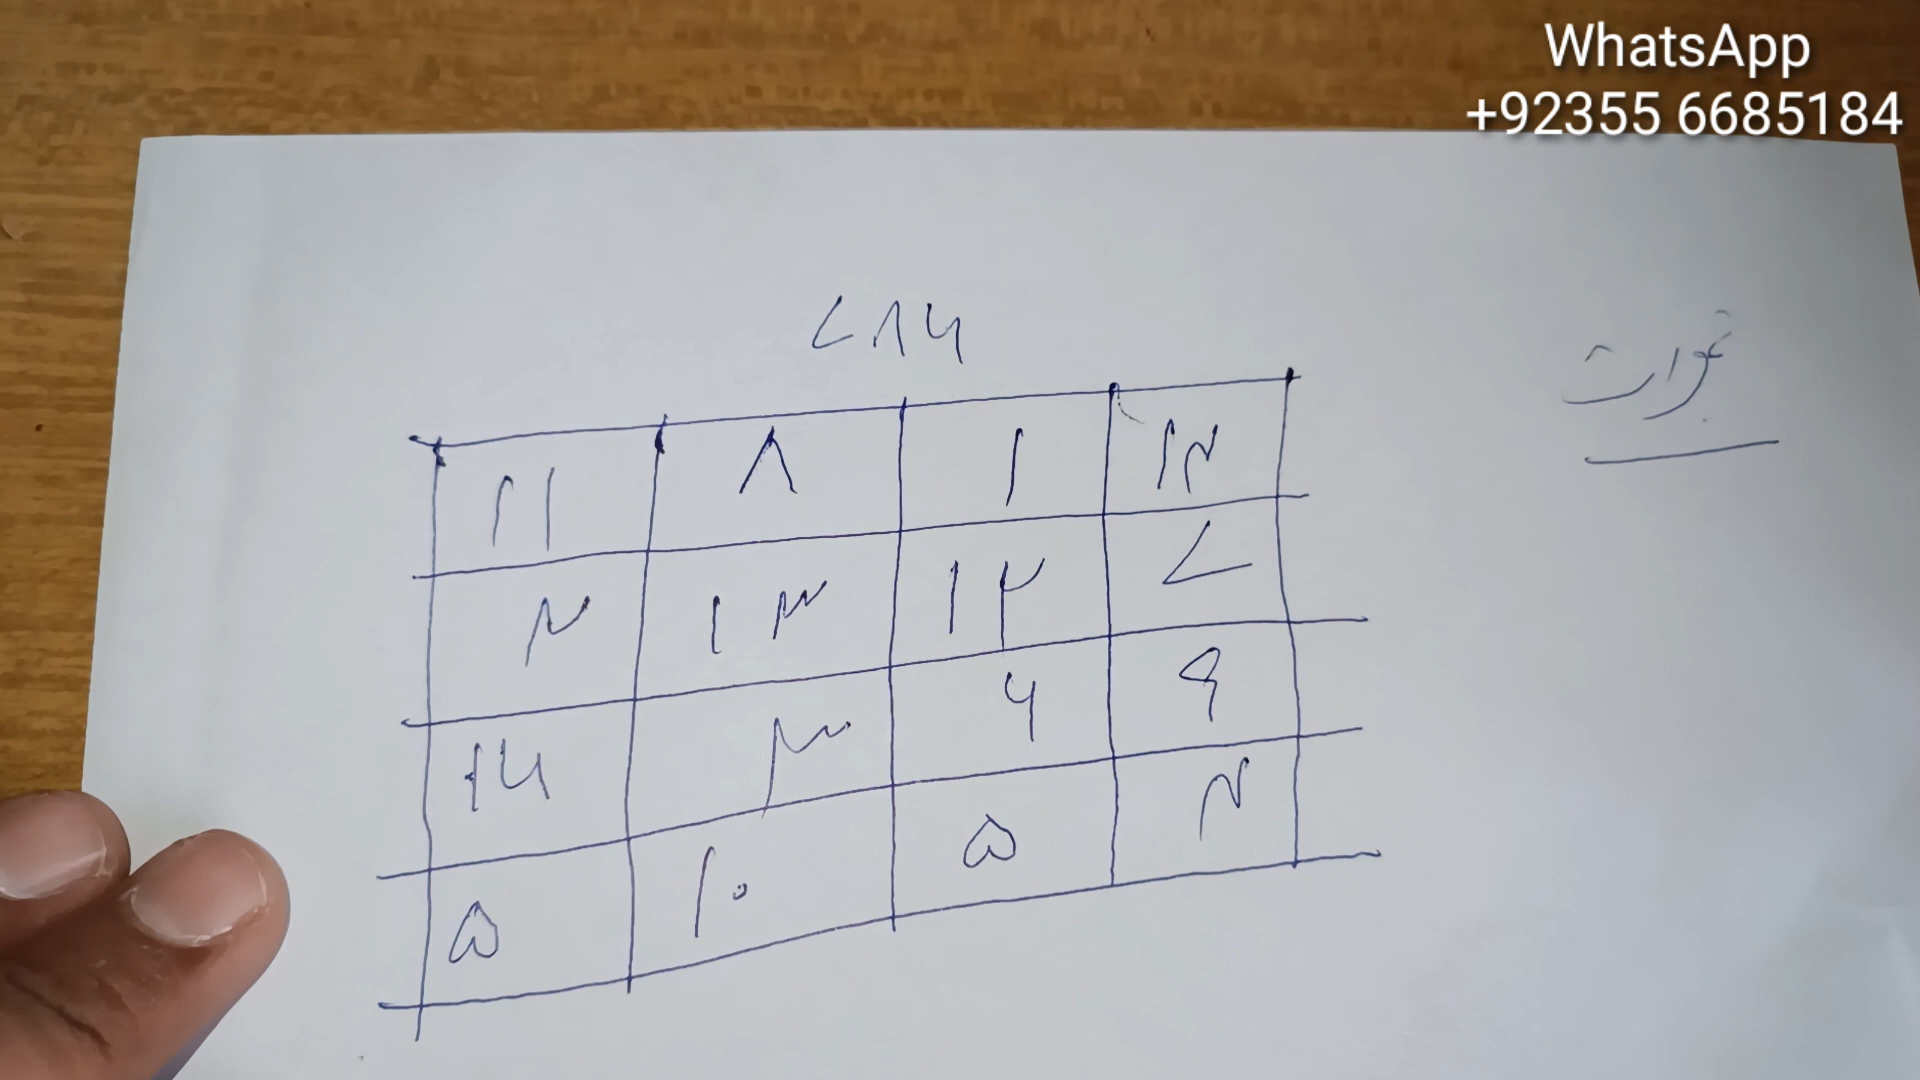 WhatsApp
+92355 6685184
۷۸۶
۱۱ ۸ ۱ ۱۴
۲ ۱۳ ۱۲ ۷
۱۶ ۳ ۶ ۹
۵ ۱۰ ۵ ۴